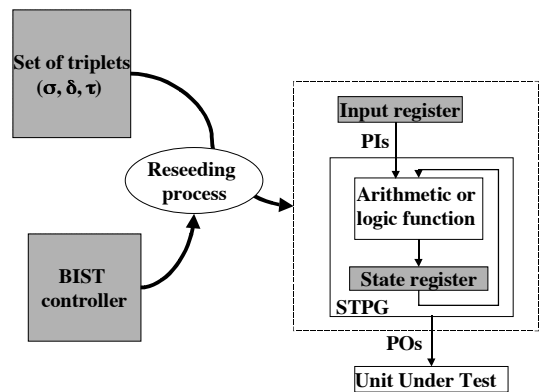 Set of triplets
(σ, δ, τ)
Reseeding
process
BIST
controller
Input register
PIs
Arithmetic or
logic function
State register
STPG
POs
Unit Under Test